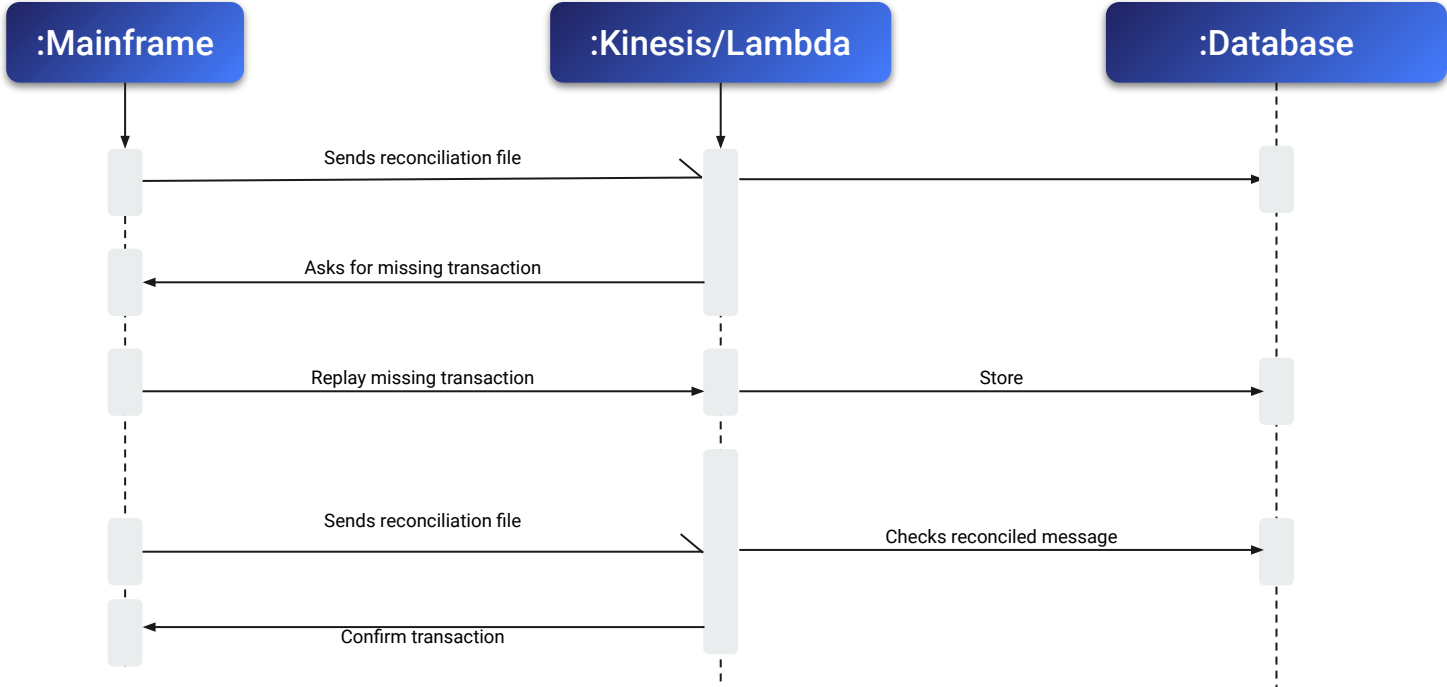 :Mainframe
:Kinesis/Lambda
:Database
Sends reconciliation file
Asks for missing transaction
Replay missing transaction
Store
Sends reconciliation file
Checks reconciled message
Confirm transaction